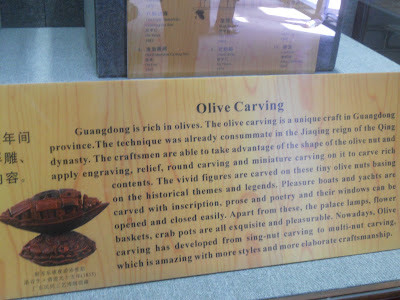 Olive Carving
Guangdong is rich in olives. The olive carving is a unique craft in Guangdong
province.The technique was already consummate in the Jiaqing reign of the Qing
dynasty. The craftsmen are able to take advantage of the shape of the olive nut and
apply engraving, relief, round carving and miniature carving on it to carve rich
contents. The vivid figures are carved on these tiny olive nuts basing
on the historical themes and legends. Pleasure boats and yachts are
carved with inscription, prose and poetry and their windows can be
opened and closed easily. Apart from these, the palace lamps, flower
baskets, crab pots are all exquisite and pleasurable. Nowadays, Olive
carving has developed from sing-nut carving to multi-nut carving,
which is amazing with more styles and more elaborate craftsmanship.
年间
雕、
内容。